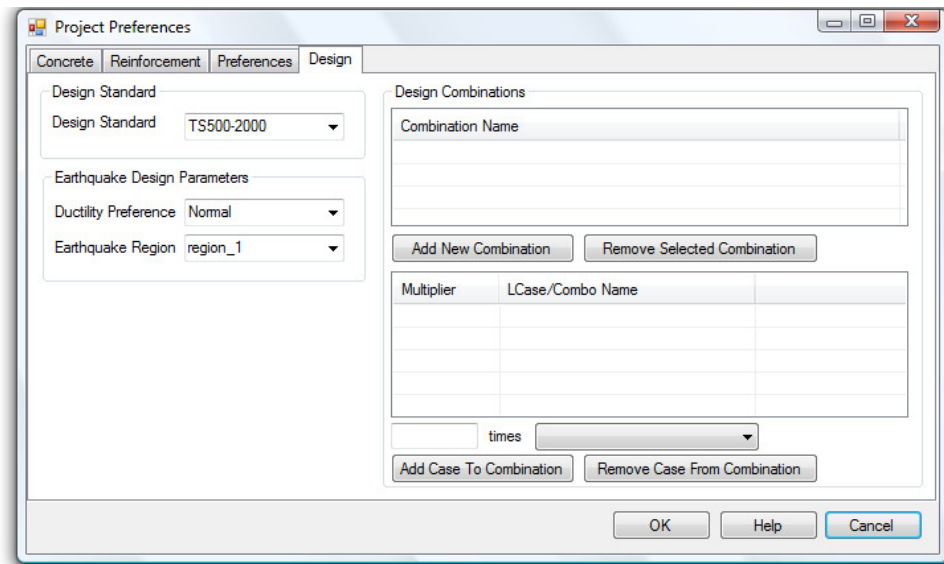 Project Preferences
Concrete Reinforcement Preferences Design
Design Standard
Design Standard TS500-2000
Earthquake Design Parameters
Ductility Preference Normal
Earthquake Region region_1
Design Combinations
Combination Name
Add New Combination Remove Selected Combination
Multiplier LCase/Combo Name
times
Add Case To Combination Remove Case From Combination
OK Help Cancel